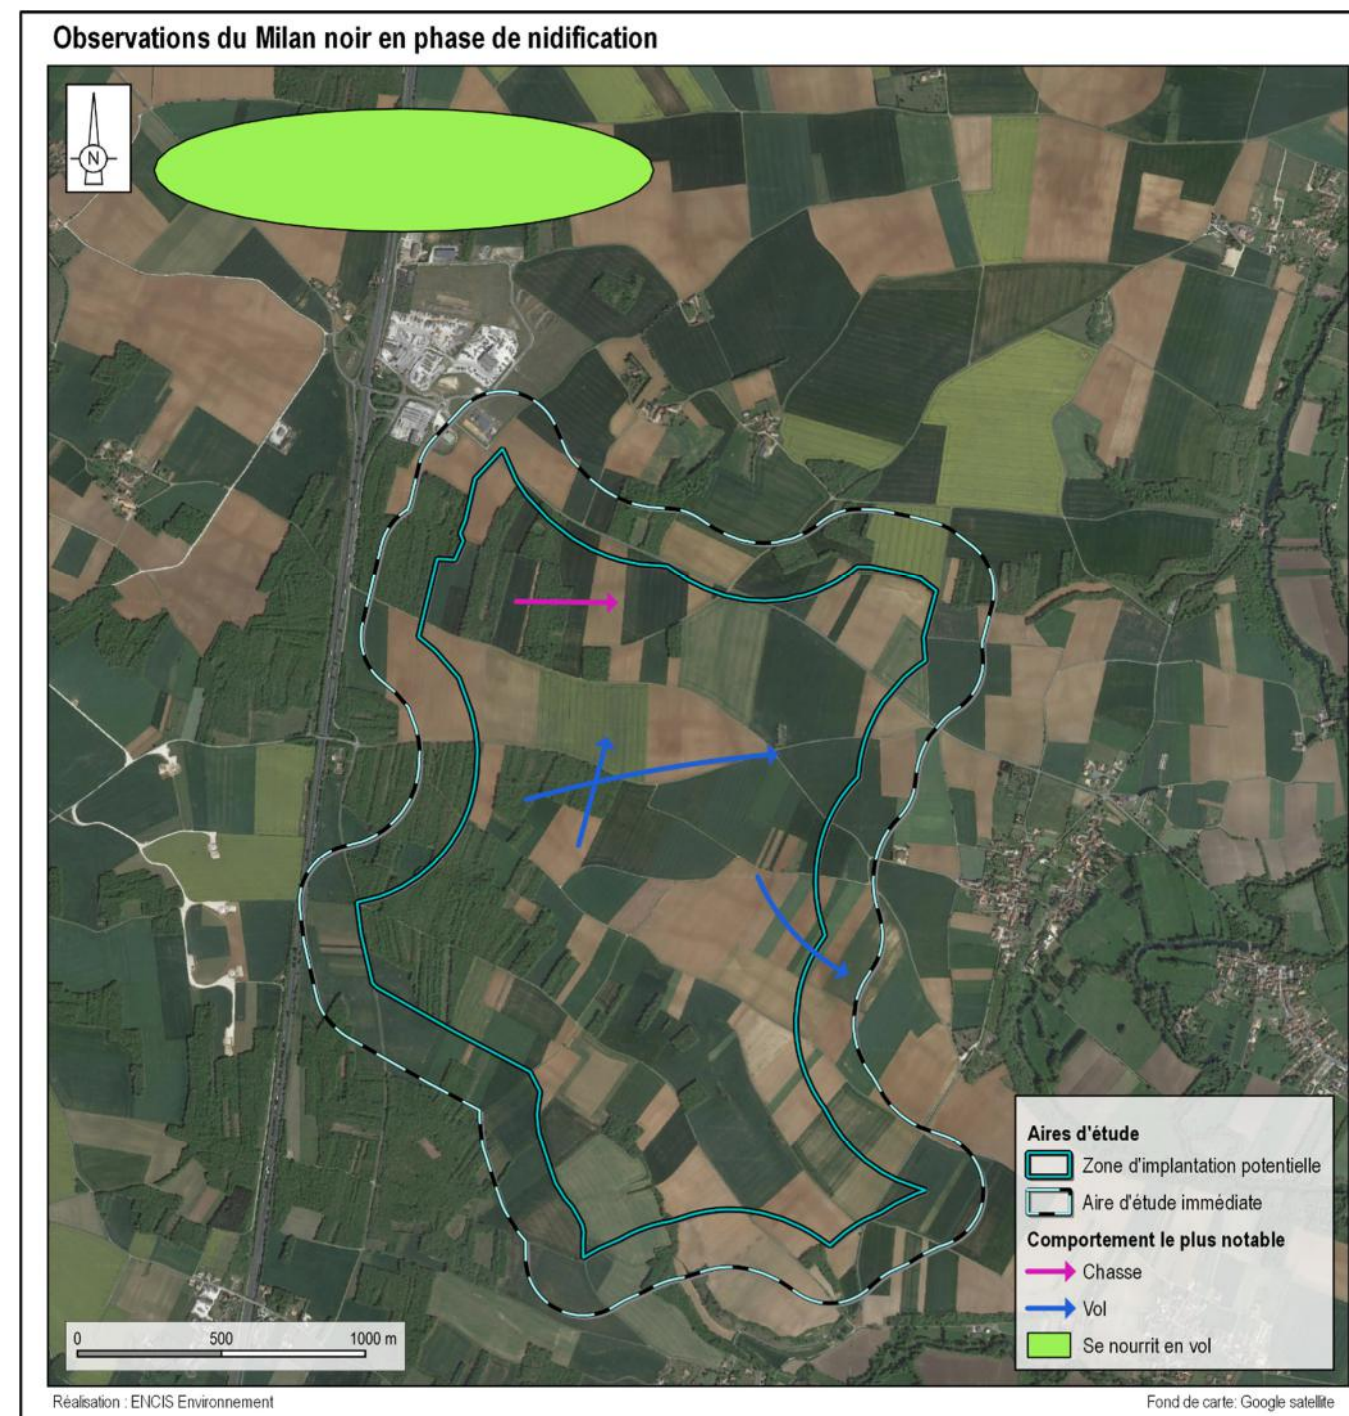 Observations du Milan noir en phase de nidification
N
Aires d'étude
Zone d'implantation potentielle
Aire d'étude immédiate
Comportement le plus notable
Chasse
Vol
Se nourrit en vol
0 500 1000 m
Réalisation : ENCIS Environnement
Fond de carte: Google satellite